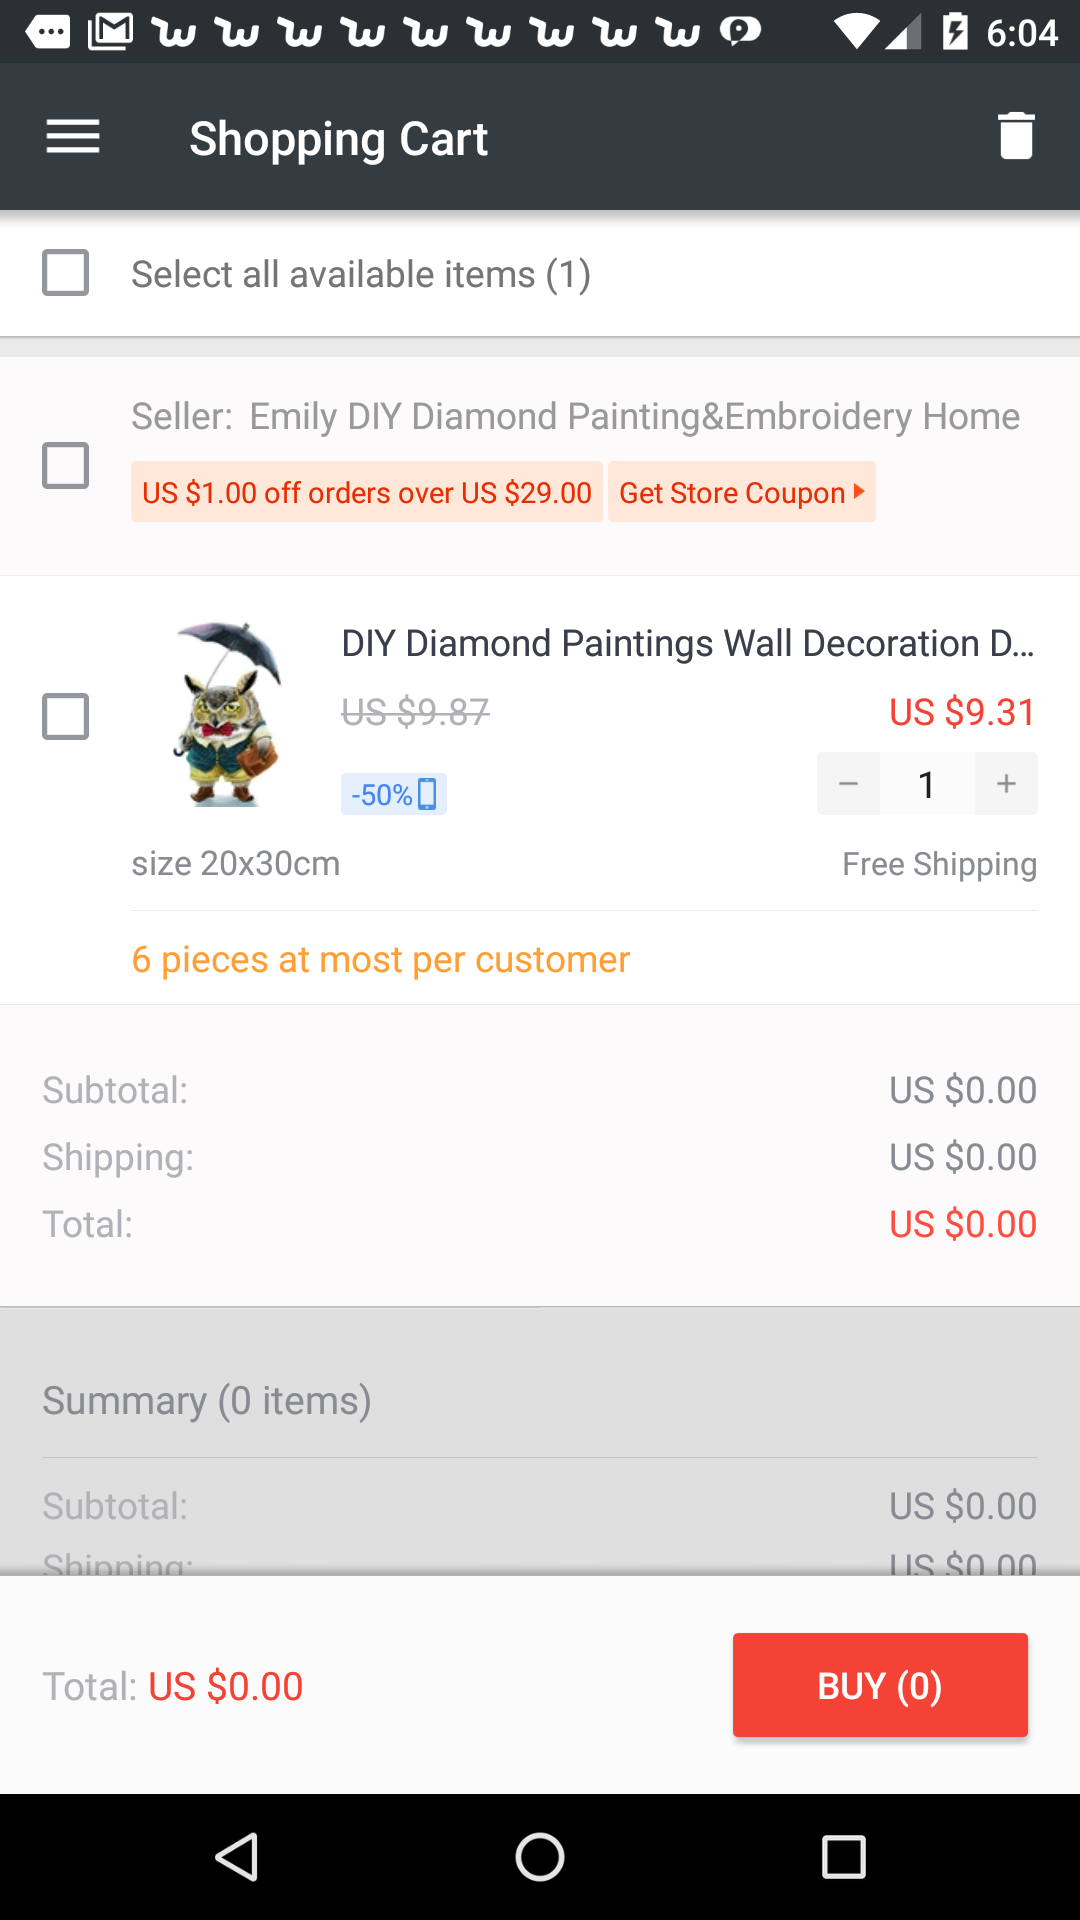 6:04
Shopping Cart
Select all available items (1)
Seller: Emily DIY Diamond Painting&Embroidery Home
US $1.00 off orders over US $29.00 Get Store Coupon
DIY Diamond Paintings Wall Decoration D...
US $9.87 US $9.31
-50% − 1 +
size 20x30cm Free Shipping
6 pieces at most per customer
Subtotal: US $0.00
Shipping: US $0.00
Total: US $0.00
Summary (0 items)
Subtotal: US $0.00
Shipping: US $0.00
Total: US $0.00 BUY (0)